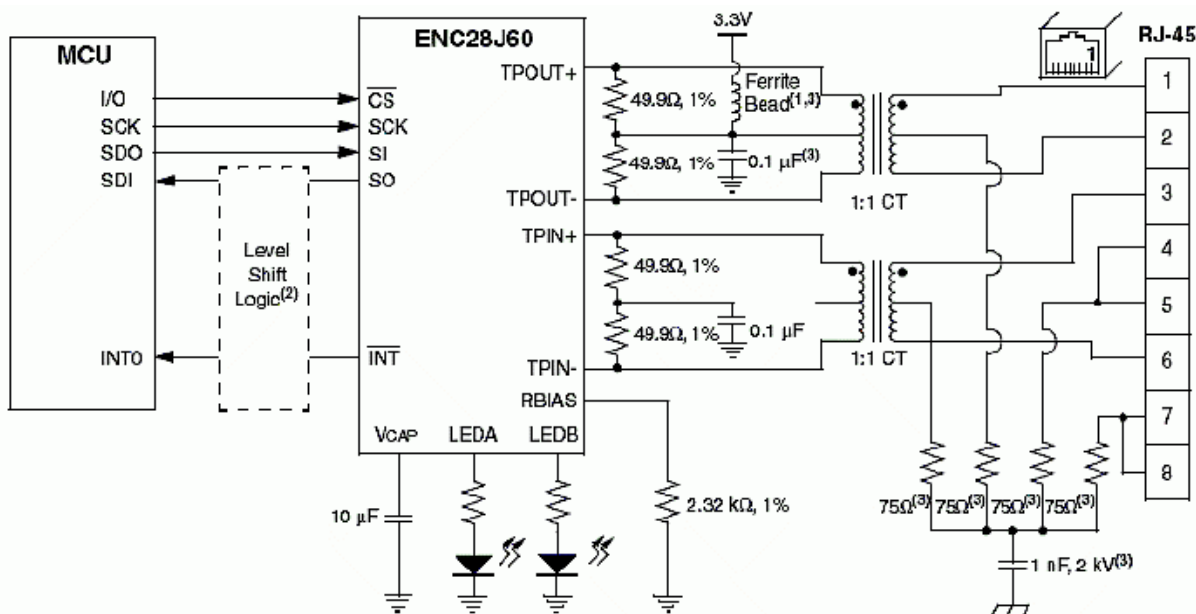 MCU
I/O
SCK
SDO
SDI
INT0
Level
Shift
Logic(2)
ENC28J60
CS
SCK
SI
SO
INT
VCAP
LEDA
LEDB
TPOUT+
TPOUT-
TPIN+
TPIN-
RBIAS
10 µF
2.32 kΩ, 1%
49.9Ω, 1%
49.9Ω, 1%
49.9Ω, 1%
49.9Ω, 1%
3.3V
Ferrite
Bead(1,3)
0.1 µF(3)
0.1 µF
1:1 CT
1:1 CT
1
RJ-45
1
2
3
4
5
6
7
8
75Ω(3) 75Ω(3) 75Ω(3) 75Ω(3)
1 nF, 2 kV(3)